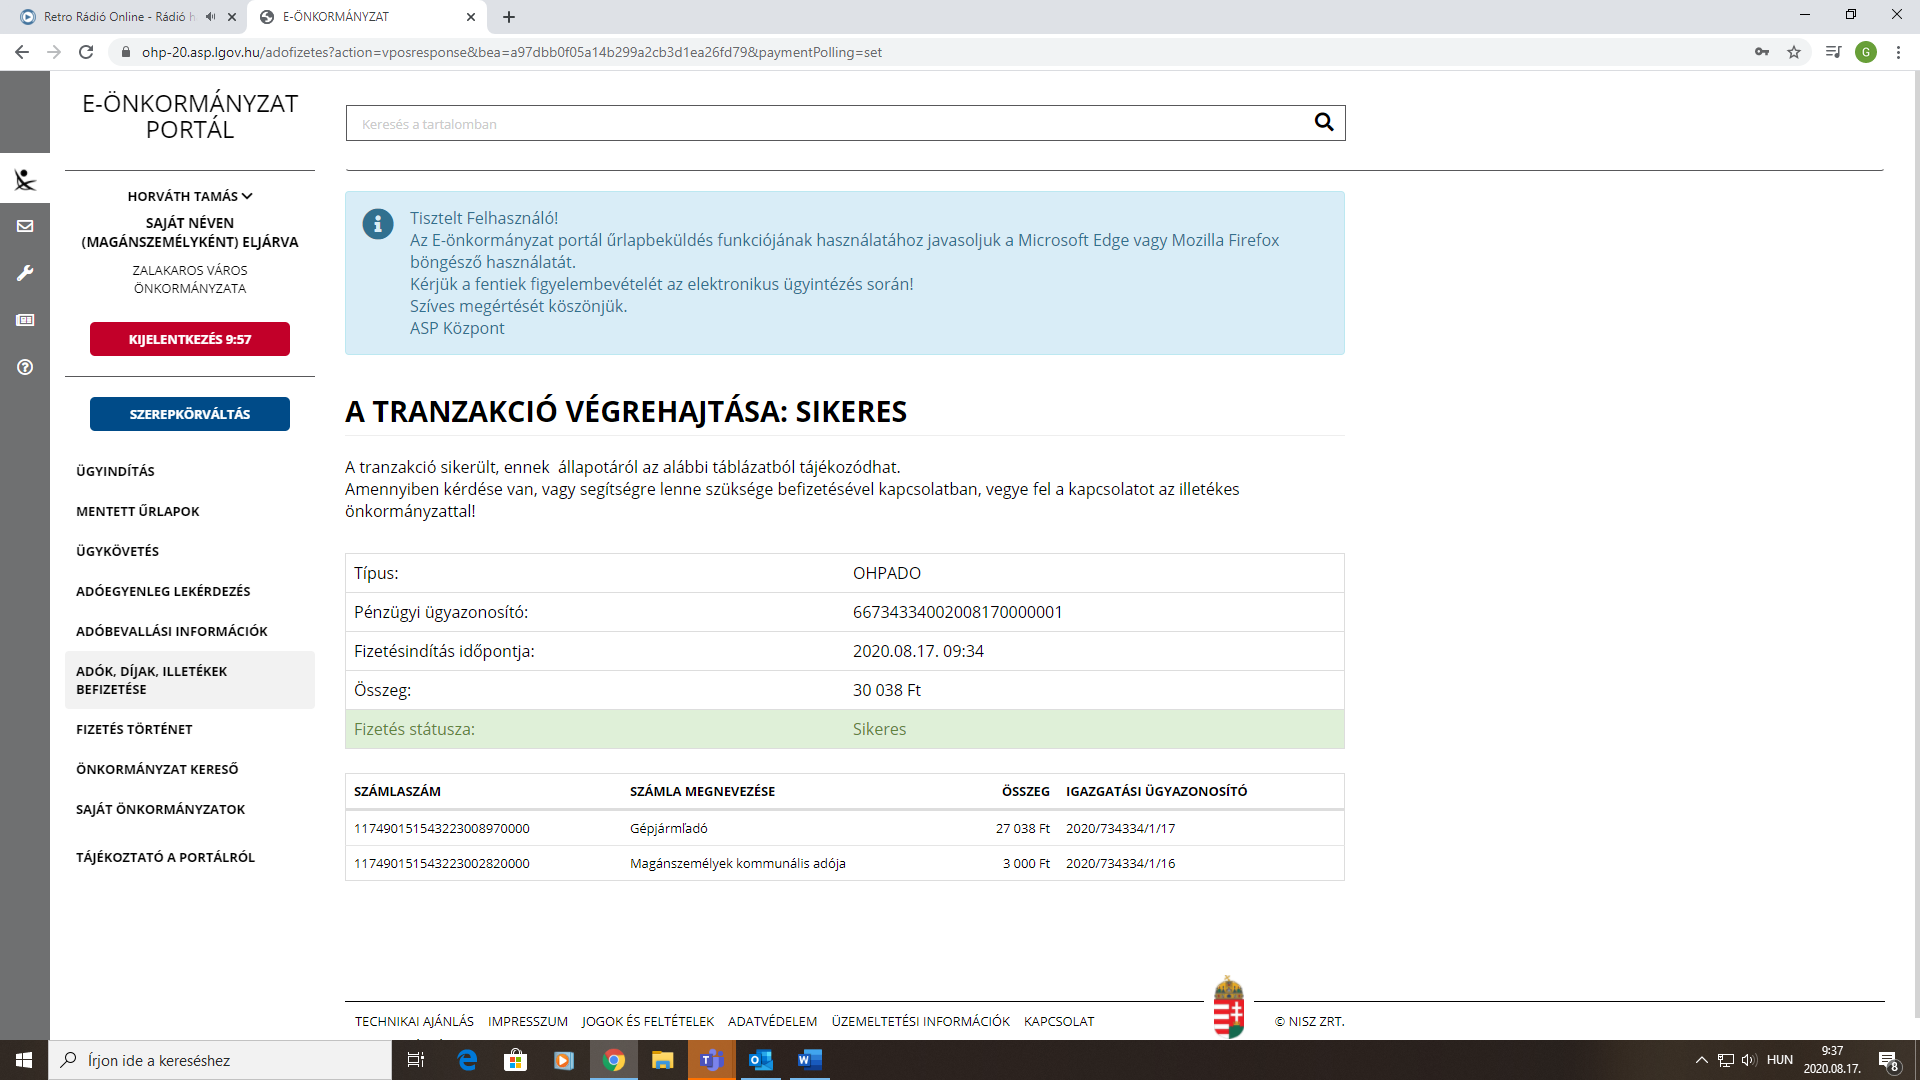 Retro Rádió Online - Rádió h
E-ÖNKORMÁNYZAT
ohp-20.asp.lgov.hu/adofizetes?action=vposresponse&bea=a97dbb0f05a14b299a2cb3d1ea26fd79&paymentPolling=set
G
E-ÖNKORMÁNYZAT
PORTÁL
HORVÁTH TAMÁS
SAJÁT NÉVEN
(MAGÁNSZEMÉLYKÉNT) ELJÁRVA
ZALAKAROS VÁROS
ÖNKORMÁNYZATA
KIJELENTKEZÉS 9:57
SZEREPKÖRVÁLTÁS
ÜGYINDÍTÁS
MENTETT ŰRLAPOK
ÜGYKÖVETÉS
ADÓEGYENLEG LEKÉRDEZÉS
ADÓBEVALLÁSI INFORMÁCIÓK
ADÓK, DÍJAK, ILLETÉKEK
BEFIZETÉSE
FIZETÉS TÖRTÉNET
ÖNKORMÁNYZAT KERESŐ
SAJÁT ÖNKORMÁNYZATOK
TÁJÉKOZTATÓ A PORTÁLRÓL
Keresés a tartalomban
Tisztelt Felhasználó!
Az E-önkormányzat portál űrlapbeküldés funkciójának használatához javasoljuk a Microsoft Edge vagy Mozilla Firefox
böngésző használatát.
Kérjük a fentiek figyelembevételét az elektronikus ügyintézés során!
Szíves megértését köszönjük.
ASP Központ
A TRANZAKCIÓ VÉGREHAJTÁSA: SIKERES
A tranzakció sikerült, ennek  állapotáról az alábbi táblázatból tájékozódhat.
Amennyiben kérdése van, vagy segítségre lenne szüksége befizetésével kapcsolatban, vegye fel a kapcsolatot az illetékes
önkormányzattal!
Típus: OHPADO
Pénzügyi ügyazonosító: 66734334002008170000001
Fizetésindítás időpontja: 2020.08.17. 09:34
Összeg: 30 038 Ft
Fizetés státusza: Sikeres
SZÁMLASZÁM SZÁMLA MEGNEVEZÉSE ÖSSZEG IGAZGATÁSI ÜGYAZONOSÍTÓ
117490151543223008970000 Gépjármľadó 27 038 Ft 2020/734334/1/17
117490151543223002820000 Magánszemélyek kommunális adója 3 000 Ft 2020/734334/1/16
TECHNIKAI AJÁNLÁS IMPRESSZUM JOGOK ÉS FELTÉTELEK ADATVÉDELEM ÜZEMELTETÉSI INFORMÁCIÓK KAPCSOLAT © NISZ ZRT.
Írjon ide a kereséshez
HUN
9:37
2020.08.17.
8